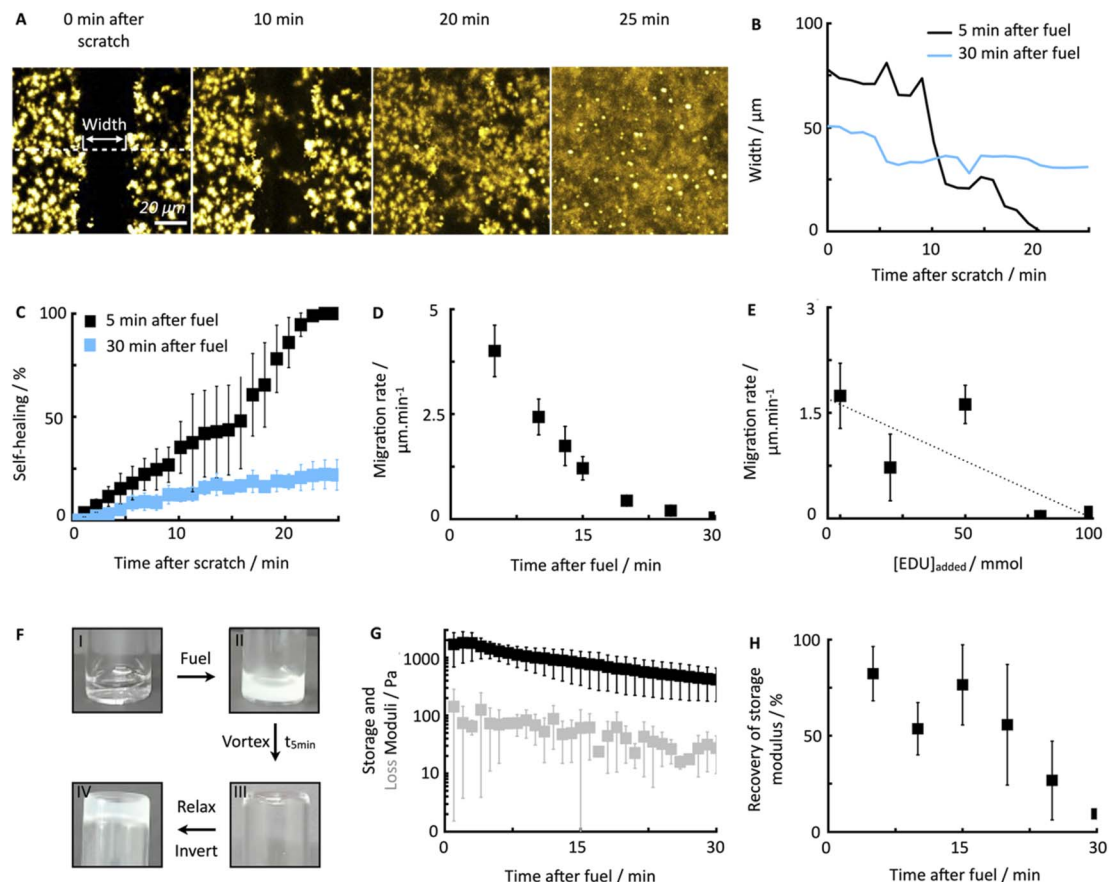 A
0 min after
scratch
10 min
20 min
25 min
Width
20 µm
B
100
50
0
Width / µm
5 min after fuel
30 min after fuel
0
10
20
Time after scratch / min
C
100
50
0
Self-healing / %
5 min after fuel
30 min after fuel
0
10
20
Time after scratch / min
D
5
2.5
0
Migration rate /
µm.min⁻¹
0
15
30
Time after fuel / min
E
3
1.5
0
Migration rate /
µm.min⁻¹
0
50
100
[EDU]added / mmol
F
I
Fuel
II
Vortex
t5min
IV
Relax
Invert
III
G
1000
100
10
0
Storage and
Loss Moduli / Pa
0
15
30
Time after fuel / min
H
100
50
0
Recovery of storage
modulus / %
0
15
30
Time after fuel / min